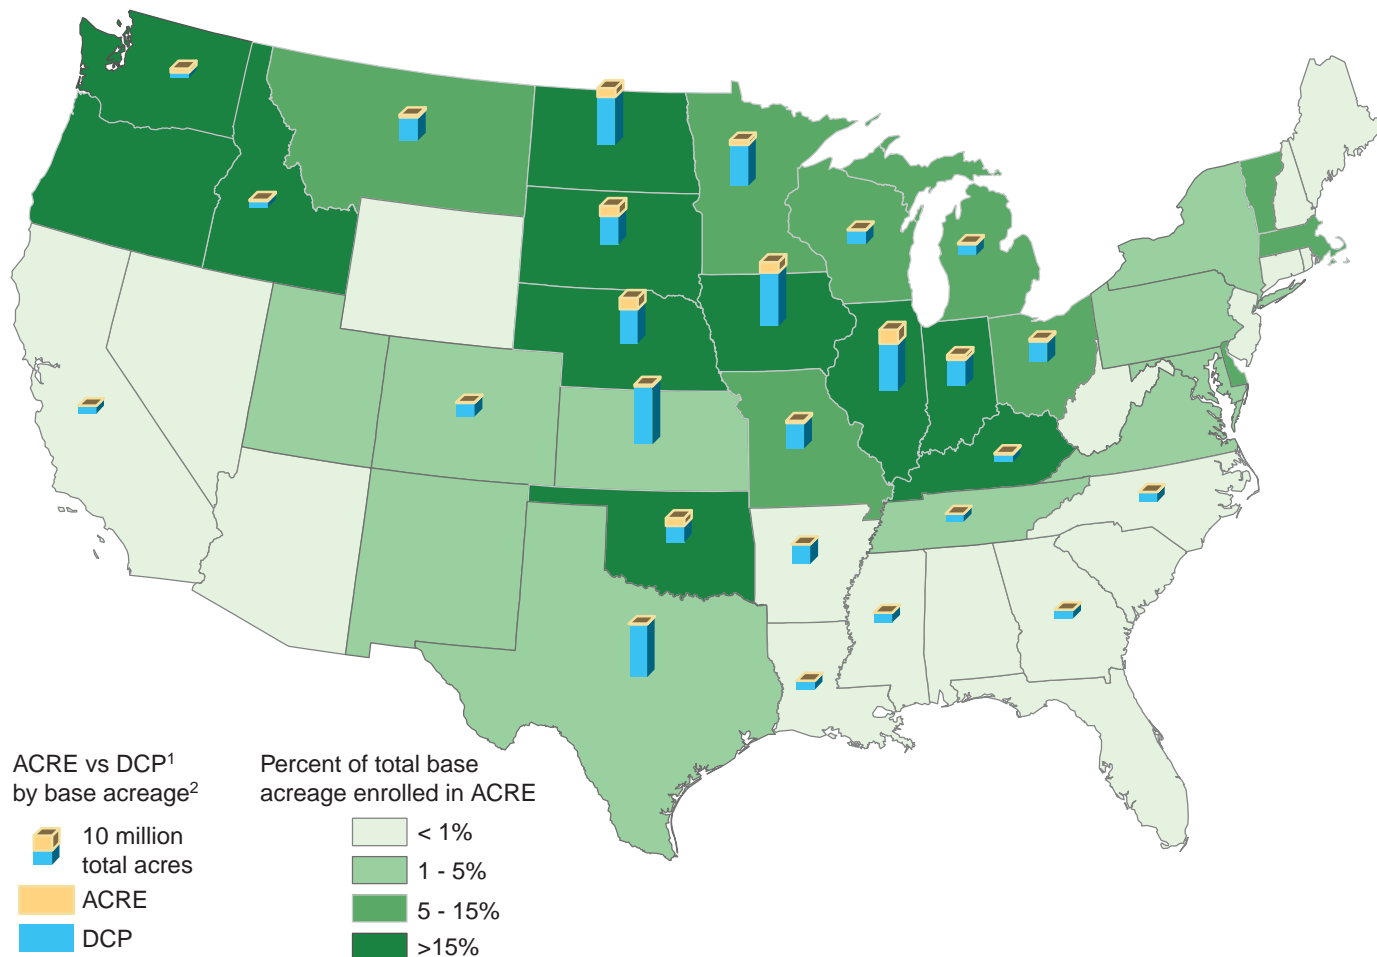 ACRE vs DCP¹
by base acreage²
10 million
total acres
ACRE
DCP
Percent of total base
acreage enrolled in ACRE
< 1%
1 - 5%
5 - 15%
>15%